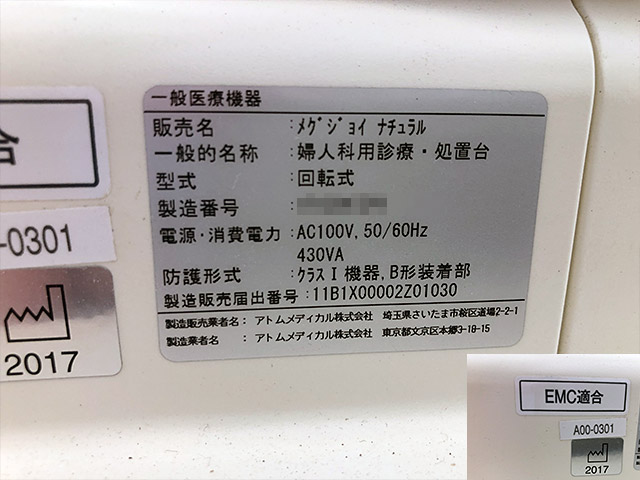 一般医療機器
販売名 :ﾒｸﾞｼﾞｮｲ ﾅﾁｭﾗﾙ
一般的名称 :婦人科用診療・処置台
型式 :回転式
製造番号 :
電源・消費電力 :AC100V, 50/60Hz
430VA
防護形式 :ｸﾗｽⅠ機器, B形装着部
製造販売届出番号 :11B1X00002Z01030
製造販売業者名 : アトムメディカル株式会社 埼玉県さいたま市桜区道場2-2-1
製造業者名 : アトムメディカル株式会社 東京都文京区本郷3-18-15
合
-0301
2017
EMC適合
A00-0301
2017